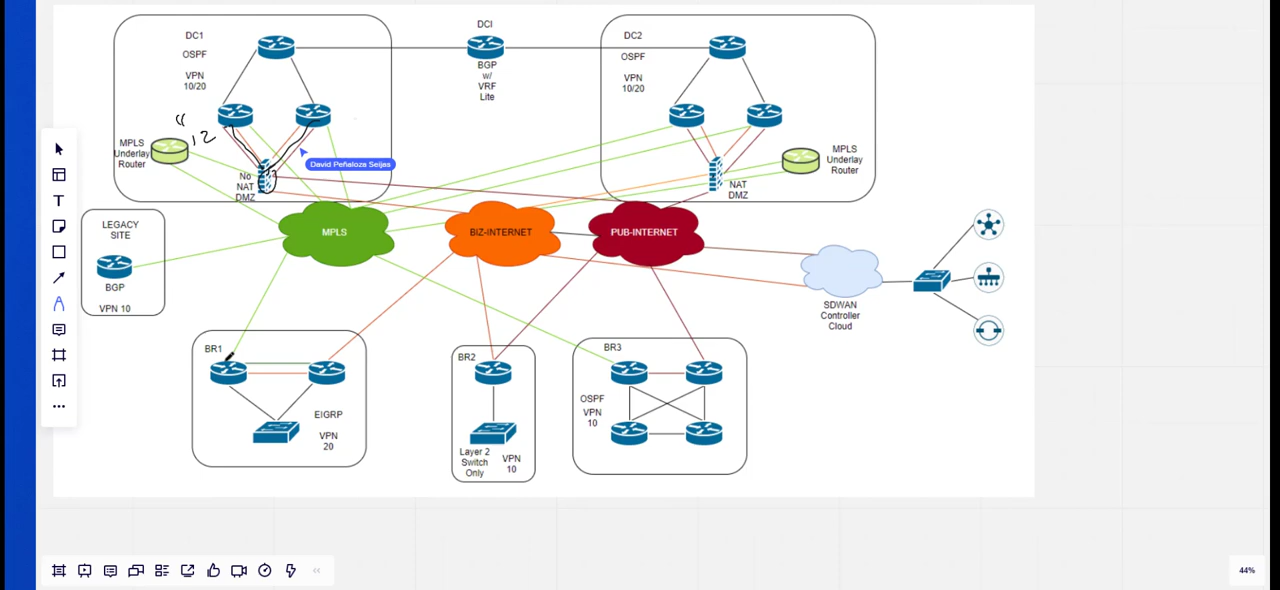 DCI
DC1
OSPF
VPN
10/20
BGP
w/
VRF
Lite
DC2
OSPF
VPN
10/20
12
MPLS
Underlay
Router
David Peñaloza Seijas
No
NAT
DMZ
NAT
DMZ
MPLS
Underlay
Router
LEGACY
SITE
BGP
VPN 10
MPLS
BIZ-INTERNET
PUB-INTERNET
SDWAN
Controller
Cloud
BR1
EIGRP
VPN
20
BR2
Layer 2
Switch
Only
VPN
10
BR3
OSPF
VPN
10
44%